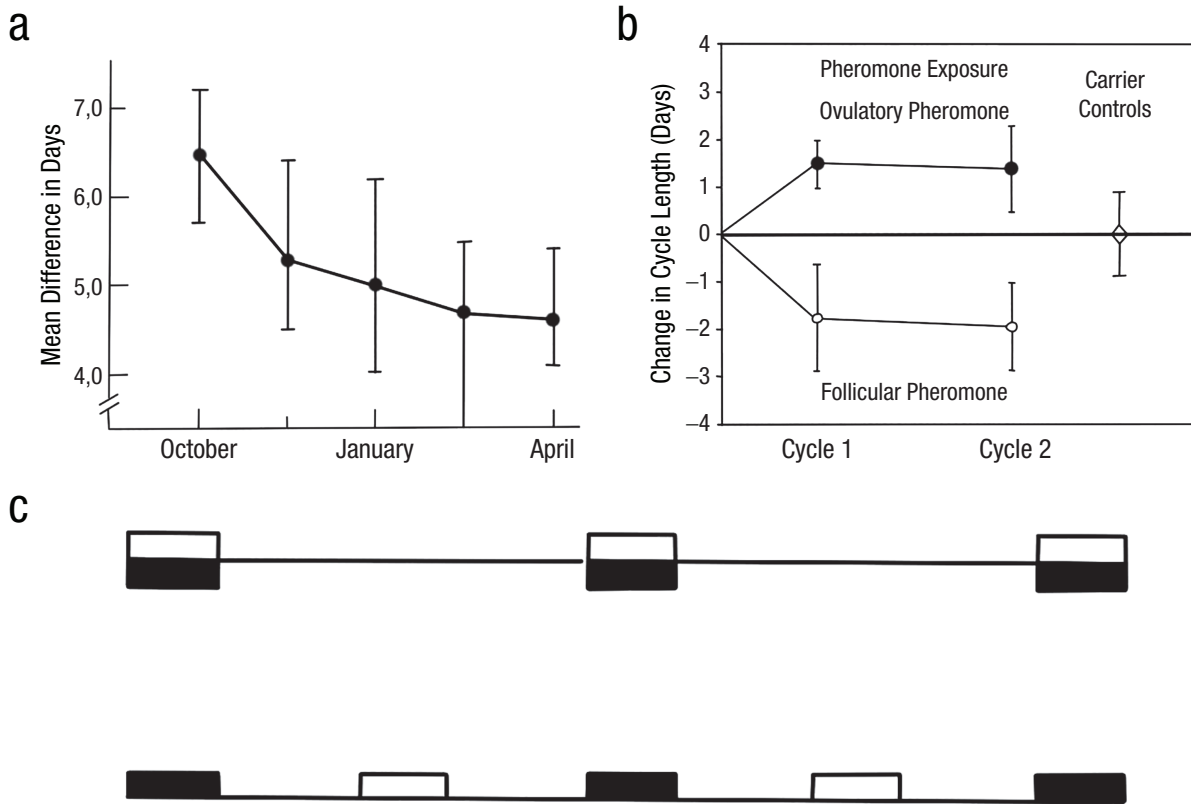 a
7,0
6,0
5,0
4,0
Mean Difference in Days
October
January
April
b
4
3
2
1
0
−1
−2
−3
−4
Change in Cycle Length (Days)
Pheromone Exposure
Ovulatory Pheromone
Carrier
Controls
Follicular Pheromone
Cycle 1
Cycle 2
c